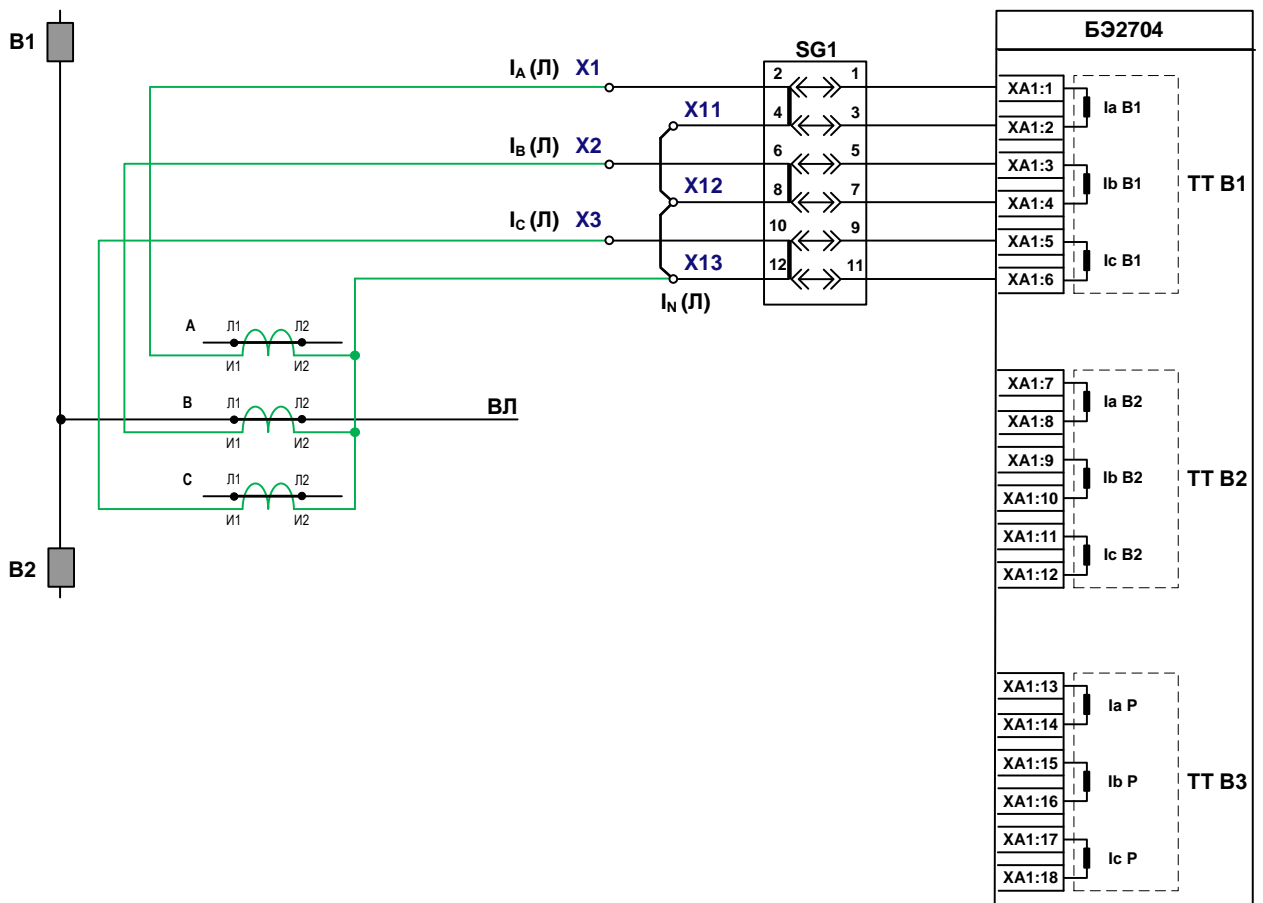 В1
БЭ2704
SG1
IA (Л) X1
2 1
XA1:1
Ia B1
X11
4 3
XA1:2
IB (Л) X2
6 5
XA1:3
Ib B1
ТТ В1
X12
8 7
XA1:4
IC (Л) X3
10 9
XA1:5
Ic B1
X13
12 11
XA1:6
IN (Л)
A Л1 Л2
И1 И2
B Л1 Л2
ВЛ
И1 И2
C Л1 Л2
И1 И2
В2
XA1:7
Ia B2
XA1:8
XA1:9
Ib B2
ТТ В2
XA1:10
XA1:11
Ic B2
XA1:12
XA1:13
Ia P
XA1:14
XA1:15
Ib P
ТТ В3
XA1:16
XA1:17
Ic P
XA1:18